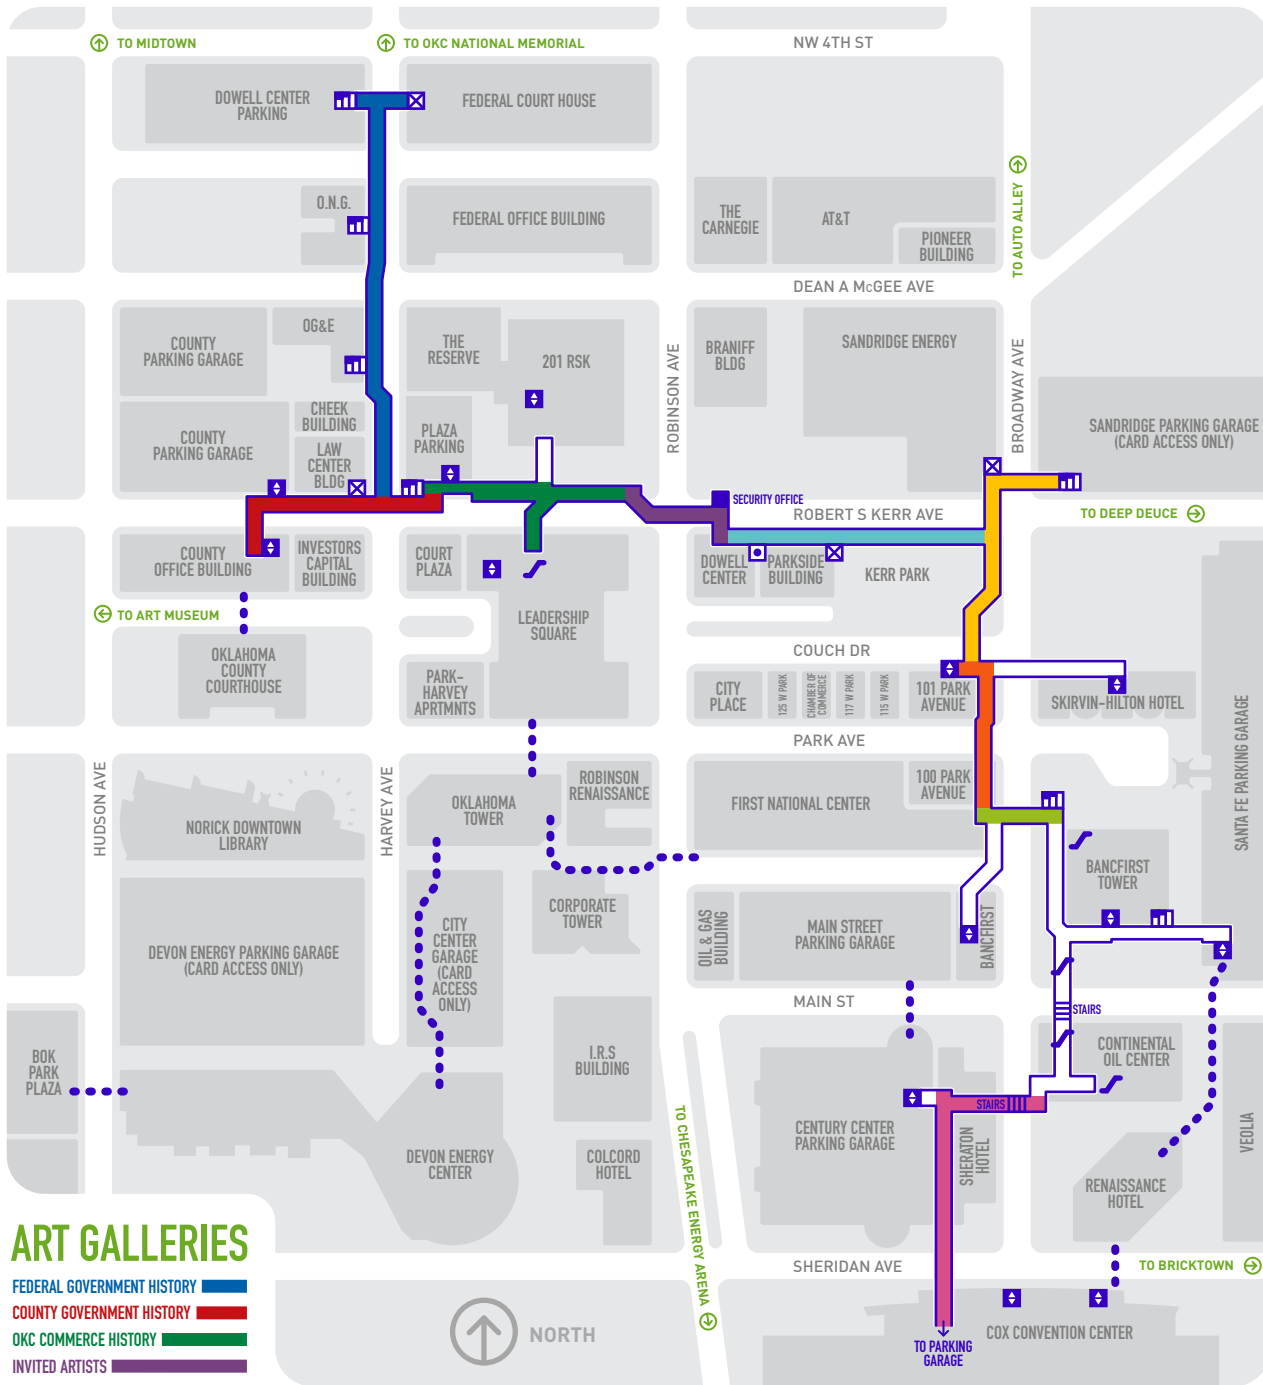 TO MIDTOWN
TO OKC NATIONAL MEMORIAL
NW 4TH ST
DOWELL CENTER
PARKING
FEDERAL COURT HOUSE
O.N.G.
FEDERAL OFFICE BUILDING
THE
CARNEGIE
AT&T
PIONEER
BUILDING
TO AUTO ALLEY
DEAN A McGEE AVE
OG&E
COUNTY
PARKING GARAGE
THE
RESERVE
201 RSK
ROBINSON AVE
BRANIFF
BLDG
SANDRIDGE ENERGY
BROADWAY AVE
CHEEK
BUILDING
COUNTY
PARKING GARAGE
LAW
CENTER
BLDG
PLAZA
PARKING
SANDRIDGE PARKING GARAGE
(CARD ACCESS ONLY)
SECURITY OFFICE
ROBERT S KERR AVE
TO DEEP DEUCE
COUNTY
OFFICE BUILDING
INVESTORS
CAPITAL
BUILDING
COURT
PLAZA
DOWELL
CENTER
PARKSIDE
BUILDING
KERR PARK
TO ART MUSEUM
LEADERSHIP
SQUARE
OKLAHOMA
COUNTY
COURTHOUSE
COUCH DR
PARK-
HARVEY
APRTMNTS
CITY
PLACE
125 W PARK
CHAMBER OF
COMMERCE
117 W PARK
115 W PARK
101 PARK
AVENUE
SKIRVIN-HILTON HOTEL
PARK AVE
HUDSON AVE
HARVEY AVE
SANTA FE PARKING GARAGE
ROBINSON
RENAISSANCE
OKLAHOMA
TOWER
NORICK DOWNTOWN
LIBRARY
FIRST NATIONAL CENTER
100 PARK
AVENUE
BANCFIRST
TOWER
CORPORATE
TOWER
CITY
CENTER
GARAGE
(CARD
ACCESS
ONLY)
DEVON ENERGY PARKING GARAGE
(CARD ACCESS ONLY)
OIL & GAS
BUILDING
MAIN STREET
PARKING GARAGE
BANCFIRST
MAIN ST
STAIRS
BOK
PARK
PLAZA
I.R.S
BUILDING
CONTINENTAL
OIL CENTER
STAIRS
CENTURY CENTER
PARKING GARAGE
SHERATON
HOTEL
VEOLIA
DEVON ENERGY
CENTER
COLCORD
HOTEL
TO CHESAPEAKE ENERGY ARENA
RENAISSANCE
HOTEL
SHERIDAN AVE
TO BRICKTOWN
ART GALLERIES
FEDERAL GOVERNMENT HISTORY
COUNTY GOVERNMENT HISTORY
OKC COMMERCE HISTORY
INVITED ARTISTS
NORTH
COX CONVENTION CENTER
TO PARKING
GARAGE